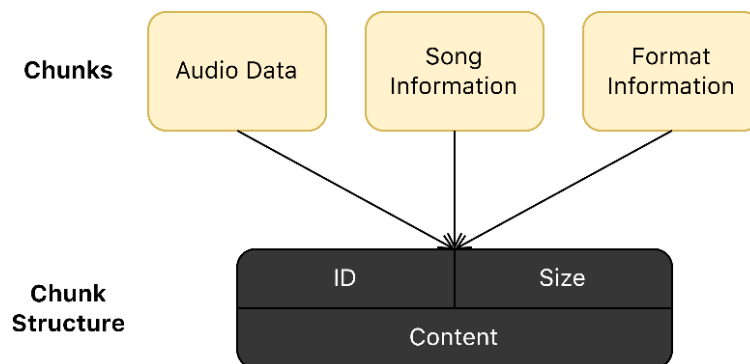 Chunks
Audio Data
Song
Information
Format
Information
Chunk
Structure
ID
Size
Content